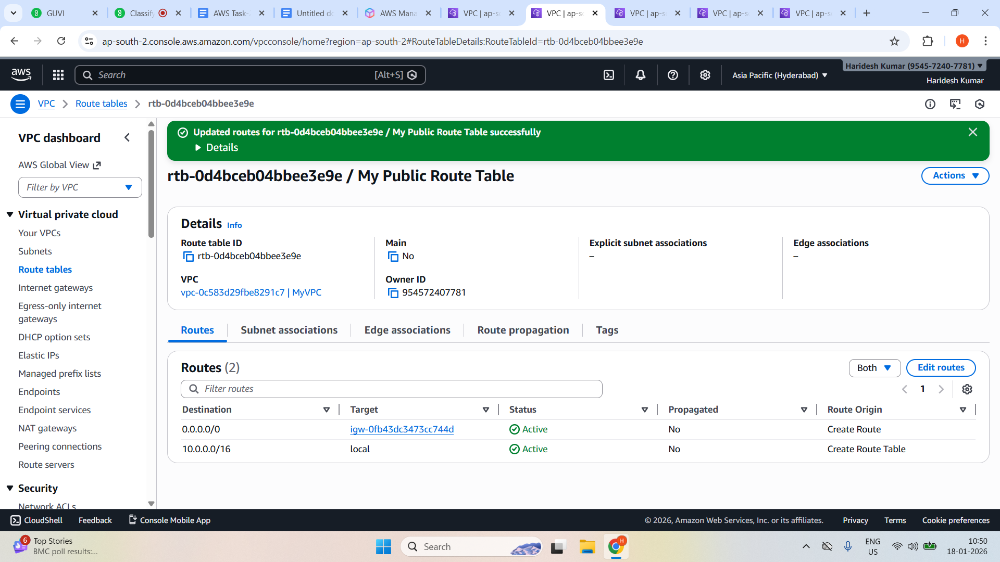 GUVI
Classify
AWS Task-
Untitled do
AWS Mana
VPC | ap-s
VPC | ap-so
VPC | ap-s
VPC | ap-s
VPC | ap-s
ap-south-2.console.aws.amazon.com/vpcconsole/home?region=ap-south-2#RouteTableDetails:RouteTableId=rtb-0d4bceb04bbee3e9e
H
aws
Search [Alt+S]
Asia Pacific (Hyderabad)
Haridesh Kumar (9545-7240-7781)
Haridesh Kumar
VPC
Route tables
rtb-0d4bceb04bbee3e9e
VPC dashboard
AWS Global View
Filter by VPC
Virtual private cloud
Your VPCs
Subnets
Route tables
Internet gateways
Egress-only internet
gateways
DHCP option sets
Elastic IPs
Managed prefix lists
Endpoints
Endpoint services
NAT gateways
Peering connections
Route servers
Security
Network ACLs
Updated routes for rtb-0d4bceb04bbee3e9e / My Public Route Table successfully
Details
rtb-0d4bceb04bbee3e9e / My Public Route Table
Actions
Details Info
Route table ID
rtb-0d4bceb04bbee3e9e
VPC
vpc-0c583d29fbe8291c7 | MyVPC
Main
No
Owner ID
954572407781
Explicit subnet associations
–
Edge associations
–
Routes Subnet associations Edge associations Route propagation Tags
Routes (2)
Both
Edit routes
Filter routes
1
Destination Target Status Propagated Route Origin
0.0.0.0/0 igw-0fb43dc3473cc744d Active No Create Route
10.0.0.0/16 local Active No Create Route Table
CloudShell Feedback Console Mobile App
© 2026, Amazon Web Services, Inc. or its affiliates. Privacy Terms Cookie preferences
6
Top Stories
BMC poll results:...
Search
H
ENG
US
10:50
18-01-2026